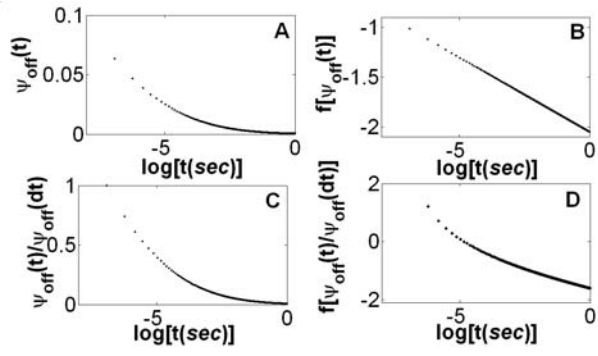 0.1
A
ψoff(t)
0.05
0
-5
0
log[t(sec)]
-1
B
f[ψoff(t)]
-1.5
-2
-5
0
log[t(sec)]
1
C
ψoff(t)/ψoff(dt)
0.5
0
-5
0
log[t(sec)]
2
D
f[ψoff(t)/ψoff(dt)]
0
-2
-5
0
log[t(sec)]